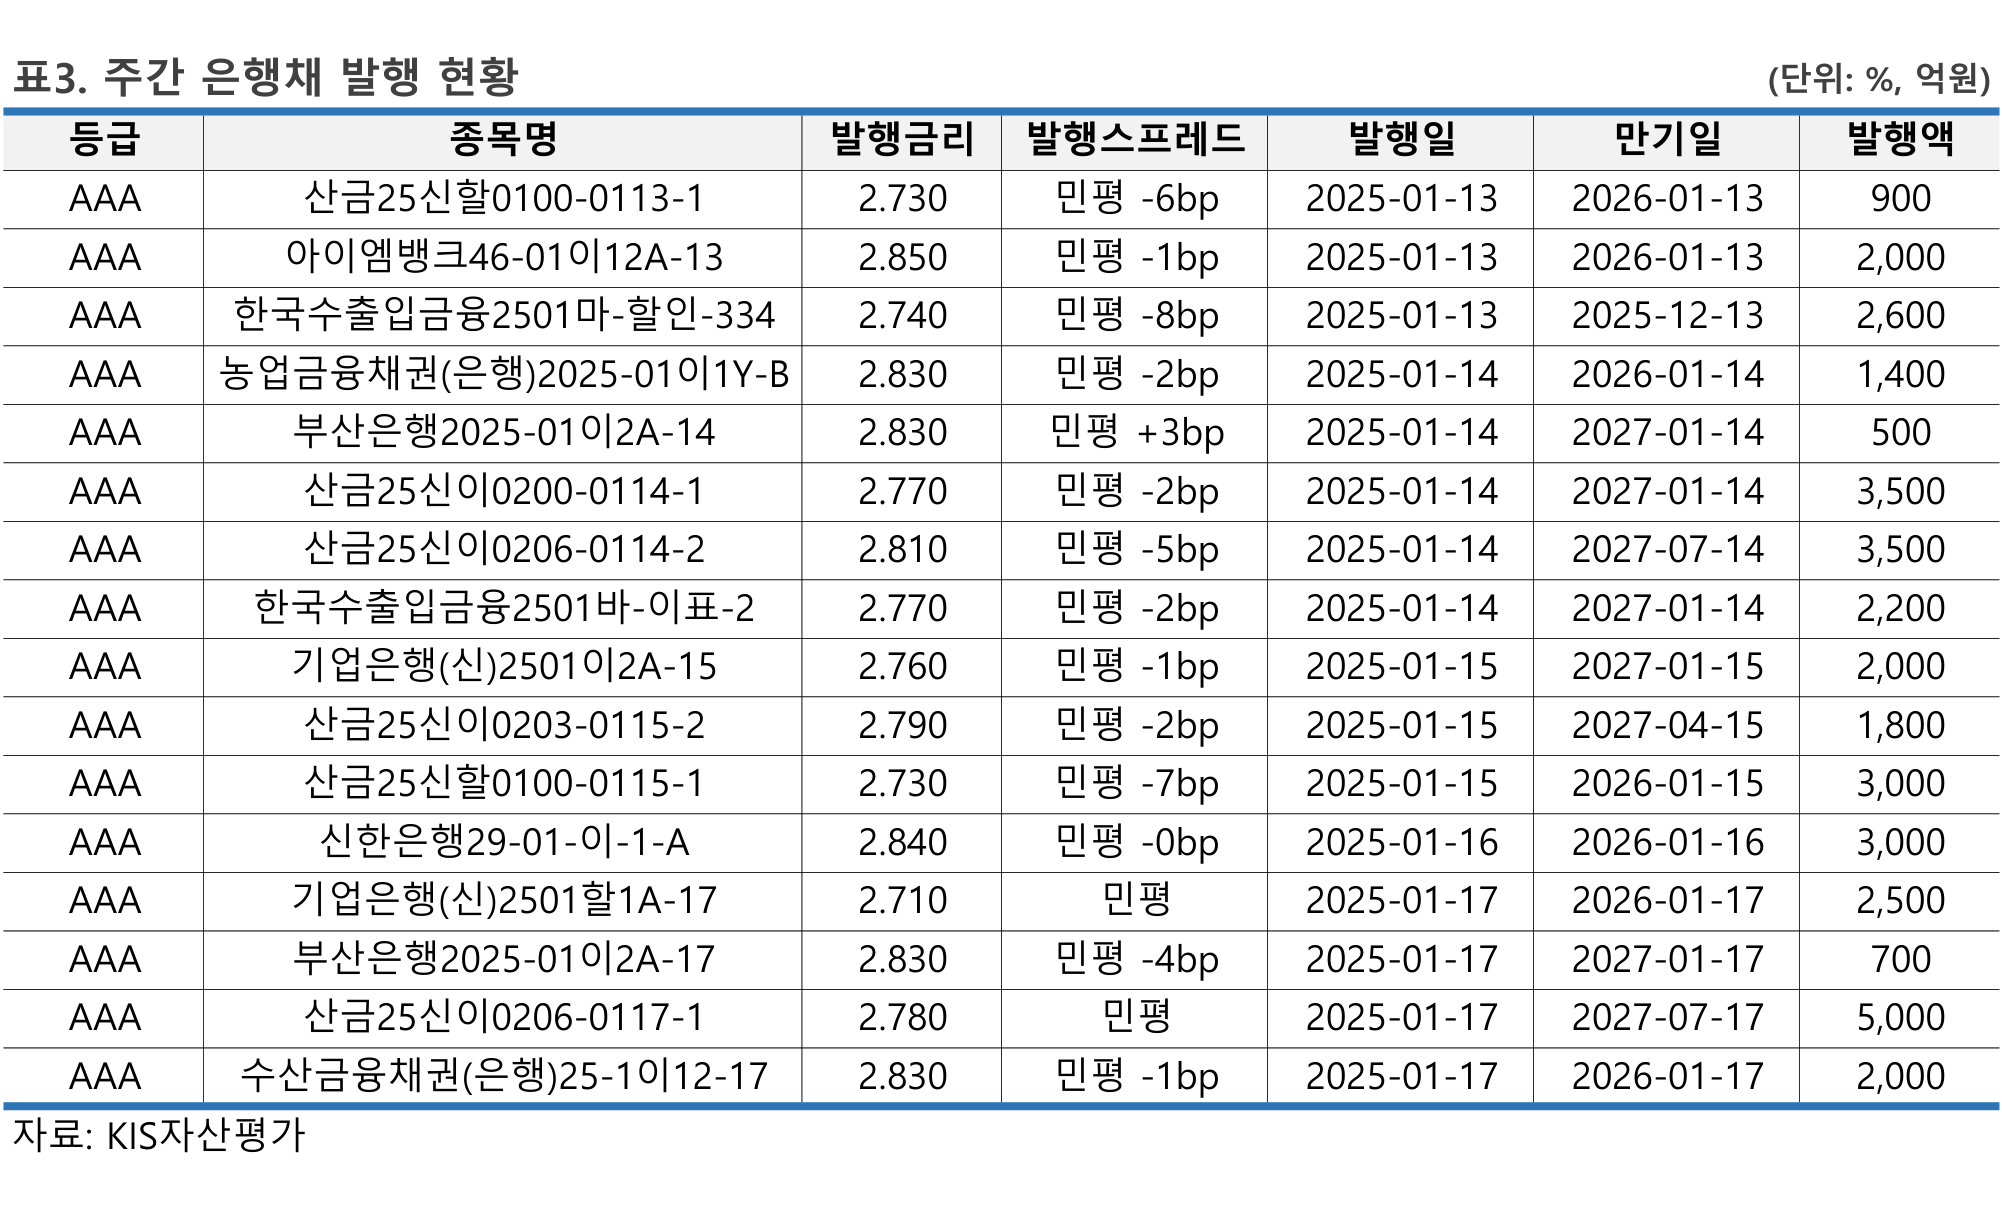 표3. 주간 은행채 발행 현황 (단위: %, 억원)
등급 종목명 발행금리 발행스프레드 발행일 만기일 발행액
AAA 산금25신할0100-0113-1 2.730 민평 -6bp 2025-01-13 2026-01-13 900
AAA 아이엠뱅크46-01이12A-13 2.850 민평 -1bp 2025-01-13 2026-01-13 2,000
AAA 한국수출입금융2501마-할인-334 2.740 민평 -8bp 2025-01-13 2025-12-13 2,600
AAA 농업금융채권(은행)2025-01이1Y-B 2.830 민평 -2bp 2025-01-14 2026-01-14 1,400
AAA 부산은행2025-01이2A-14 2.830 민평 +3bp 2025-01-14 2027-01-14 500
AAA 산금25신이0200-0114-1 2.770 민평 -2bp 2025-01-14 2027-01-14 3,500
AAA 산금25신이0206-0114-2 2.810 민평 -5bp 2025-01-14 2027-07-14 3,500
AAA 한국수출입금융2501바-이표-2 2.770 민평 -2bp 2025-01-14 2027-01-14 2,200
AAA 기업은행(신)2501이2A-15 2.760 민평 -1bp 2025-01-15 2027-01-15 2,000
AAA 산금25신이0203-0115-2 2.790 민평 -2bp 2025-01-15 2027-04-15 1,800
AAA 산금25신할0100-0115-1 2.730 민평 -7bp 2025-01-15 2026-01-15 3,000
AAA 신한은행29-01-이-1-A 2.840 민평 -0bp 2025-01-16 2026-01-16 3,000
AAA 기업은행(신)2501할1A-17 2.710 민평 2025-01-17 2026-01-17 2,500
AAA 부산은행2025-01이2A-17 2.830 민평 -4bp 2025-01-17 2027-01-17 700
AAA 산금25신이0206-0117-1 2.780 민평 2025-01-17 2027-07-17 5,000
AAA 수산금융채권(은행)25-1이12-17 2.830 민평 -1bp 2025-01-17 2026-01-17 2,000
자료: KIS자산평가